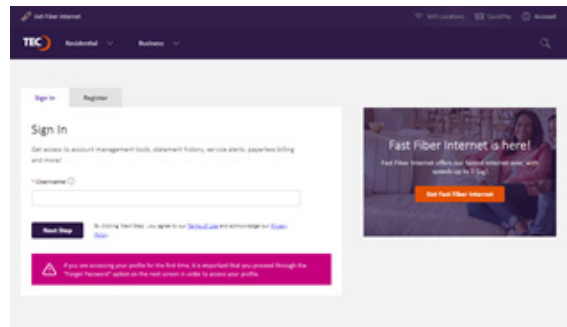 Get Fiber Internet
WiFi Locations
QuickPay
Account
TEC
Residential
Business
Sign In
Register
Sign In
Get access to account management tools, statement history, service alerts, paperless billing
and more!
*Username
Next Step
By clicking 'Next Step', you agree to our Terms of Use and acknowledge our Privacy
Policy.
If you are accessing your profile for the first time, it is important that you proceed through the
"Forgot Password" option on the next screen in order to access your profile.
Fast Fiber Internet is here!
Fast Fiber Internet offers our fastest internet ever, with
speeds up to
Get Fast Fiber Internet